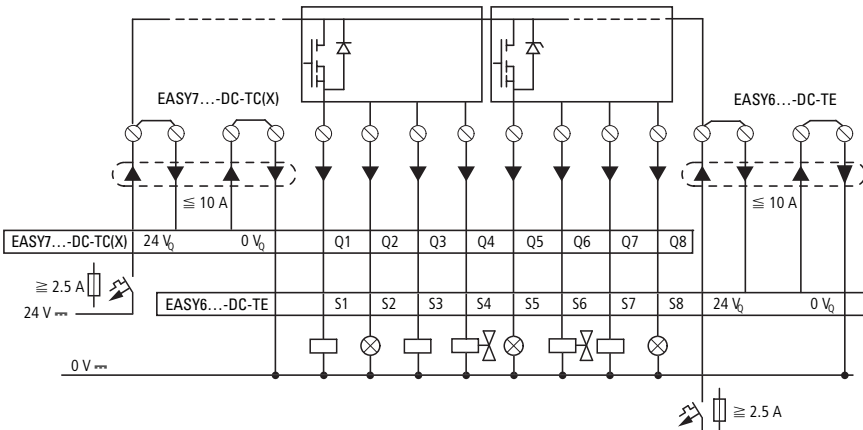 EASY7...-DC-TC(X)
EASY6...-DC-TE
≦ 10 A
≦ 10 A
EASY7...-DC-TC(X) 24 VQ 0 VQ Q1 Q2 Q3 Q4 Q5 Q6 Q7 Q8
≧ 2.5 A
EASY6...-DC-TE S1 S2 S3 S4 S5 S6 S7 S8 24 VQ 0 VQ
24 V ⎓
0 V ⎓
≧ 2.5 A